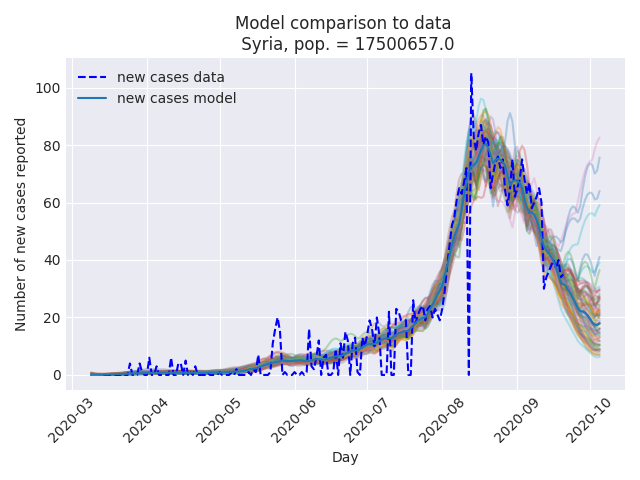 Model comparison to data
Syria, pop. = 17500657.0
new cases data
new cases model
Number of new cases reported
100
80
60
40
20
0
2020-03
2020-04
2020-05
2020-06
2020-07
2020-08
2020-09
2020-10
Day